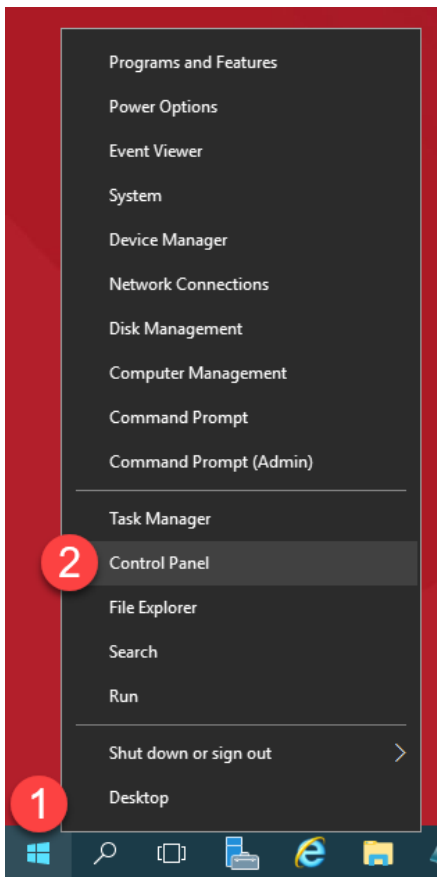 Programs and Features
Power Options
Event Viewer
System
Device Manager
Network Connections
Disk Management
Computer Management
Command Prompt
Command Prompt (Admin)
Task Manager
2 Control Panel
File Explorer
Search
Run
Shut down or sign out
1 Desktop